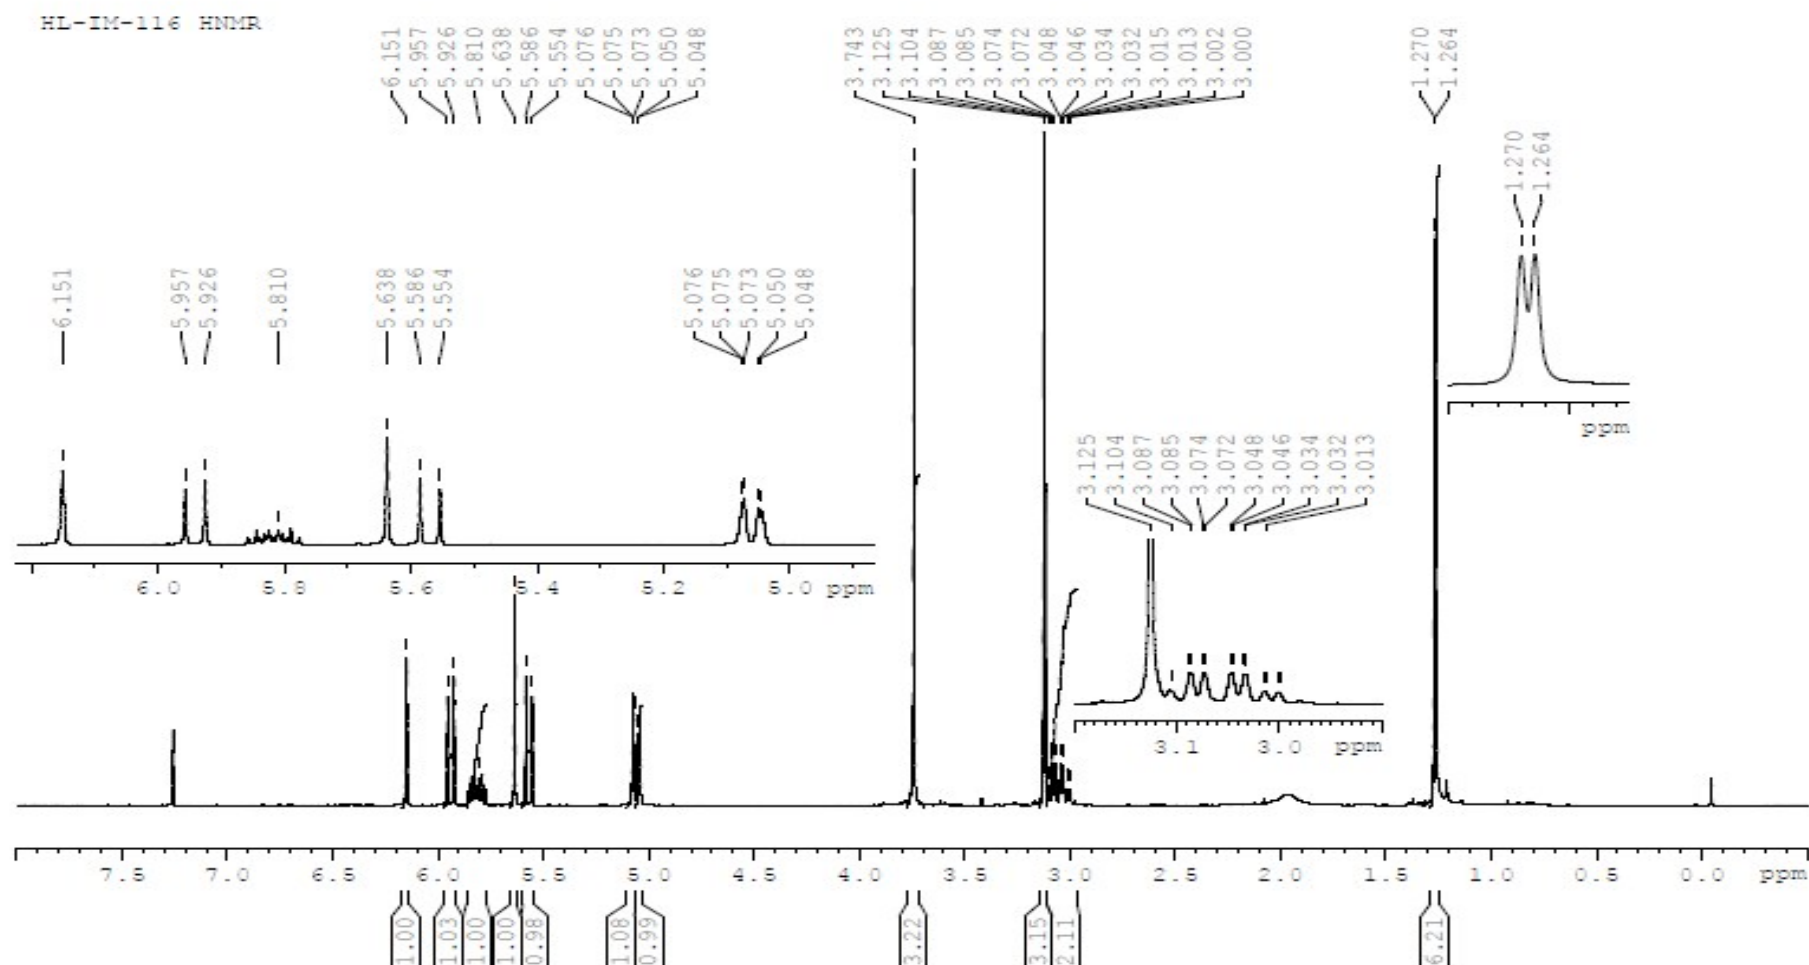 HL-IM-116 HNMR
6.151 5.957 5.926 5.810 5.638 5.586 5.554 5.076 5.075 5.073 5.050 5.048 3.743 3.125 3.104 3.087 3.085 3.074 3.072 3.048 3.046 3.034 3.032 3.015 3.013 3.002 3.000 1.270 1.264
1.270 1.264
ppm
6.151 5.957 5.926 5.810 5.638 5.586 5.554 5.076 5.075 5.073 5.050 5.048
6.0 5.8 5.6 5.4 5.2 5.0 ppm
3.125 3.104 3.087 3.085 3.074 3.072 3.048 3.046 3.034 3.032 3.013
3.1 3.0 ppm
7.5 7.0 6.5 6.0 5.5 5.0 4.5 4.0 3.5 3.0 2.5 2.0 1.5 1.0 0.5 0.0 ppm
1.00 1.03 1.00 1.00 0.98 1.08 0.99 3.22 3.15 2.11 6.21